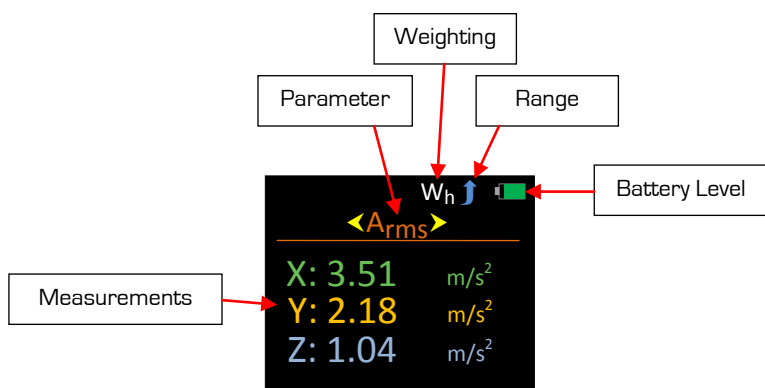 Weighting
Parameter
Range
Wh
Battery Level
Arms
Measurements
X: 3.51 m/s²
Y: 2.18 m/s²
Z: 1.04 m/s²